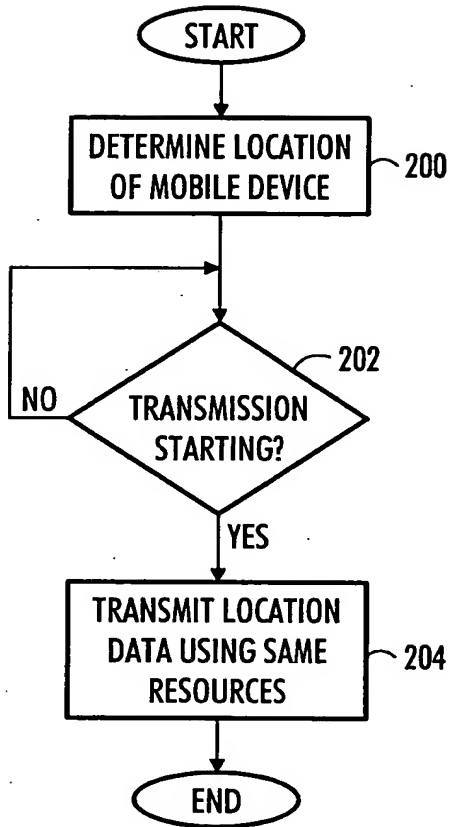 START
DETERMINE LOCATION
OF MOBILE DEVICE
200
202
TRANSMISSION
STARTING?
NO
YES
TRANSMIT LOCATION
DATA USING SAME
RESOURCES
204
END